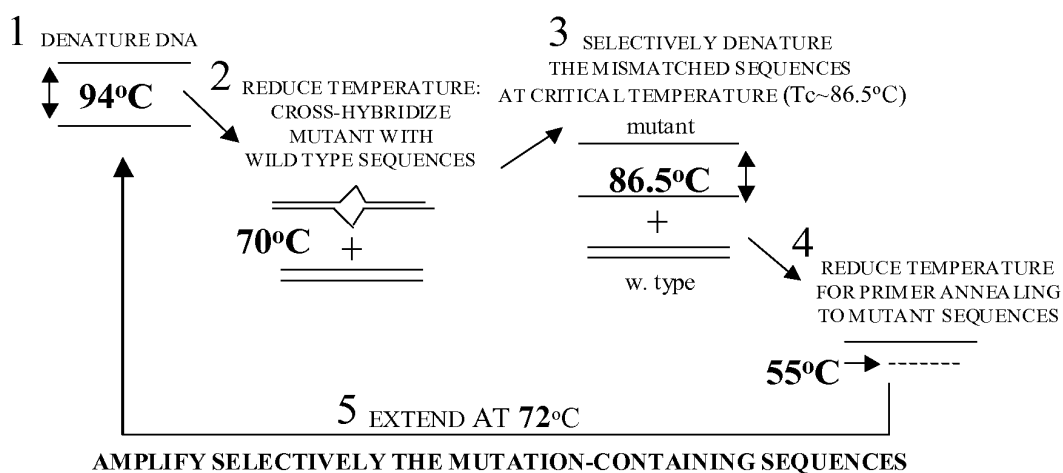 1 DENATURE DNA
94ºC
2 REDUCE TEMPERATURE:
CROSS-HYBRIDIZE
MUTANT WITH
WILD TYPE SEQUENCES
70ºC
+
3 SELECTIVELY DENATURE
THE MISMATCHED SEQUENCES
AT CRITICAL TEMPERATURE (Tc~86.5ºC)
mutant
86.5ºC
+
w. type
4
REDUCE TEMPERATURE
FOR PRIMER ANNEALING
TO MUTANT SEQUENCES
55ºC
5 EXTEND AT 72ºC
AMPLIFY SELECTIVELY THE MUTATION-CONTAINING SEQUENCES